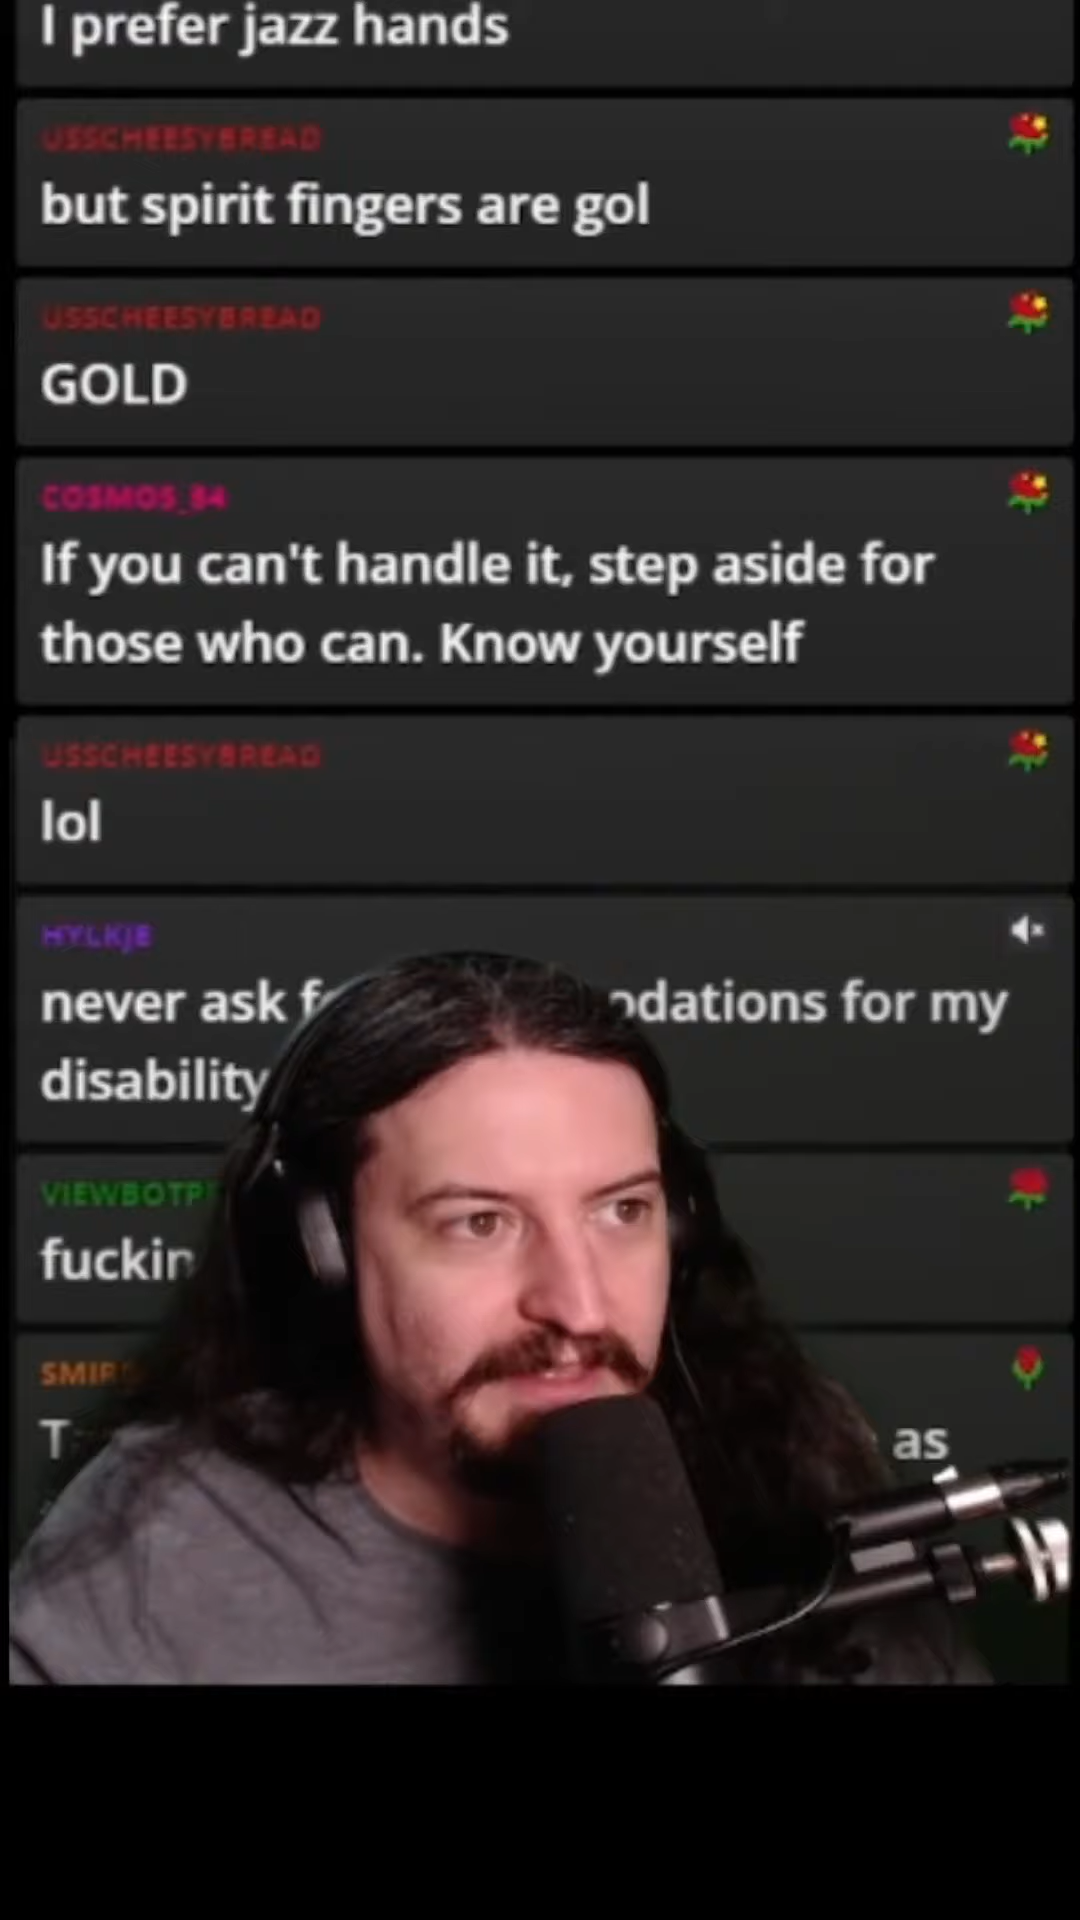 I prefer jazz hands
USSCHEESYBREAD
but spirit fingers are gol
USSCHEESYBREAD
GOLD
COSMOS_84
If you can't handle it, step aside for
those who can. Know yourself
USSCHEESYBREAD
lol
HYLKJE
never ask for my
disability
as